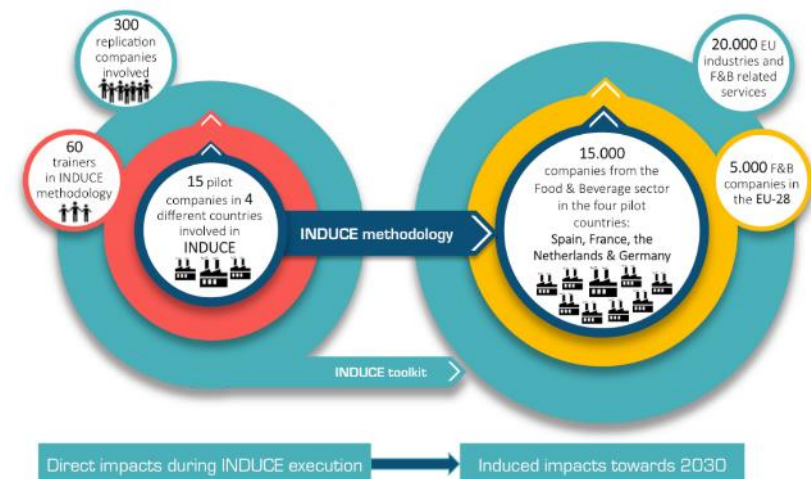 300
replication
companies
involved
60
trainers
in INDUCE
methodology
15 pilot
companies in 4
different countries
involved in
INDUCE
INDUCE methodology
INDUCE toolkit
20.000 EU
industries and
F&B related
services
15.000
companies from the
Food & Beverage sector
in the four pilot
countries:
Spain, France, the
Netherlands & Germany
5.000 F&B
companies in
the EU-28
Direct impacts during INDUCE execution
Induced impacts towards 2030